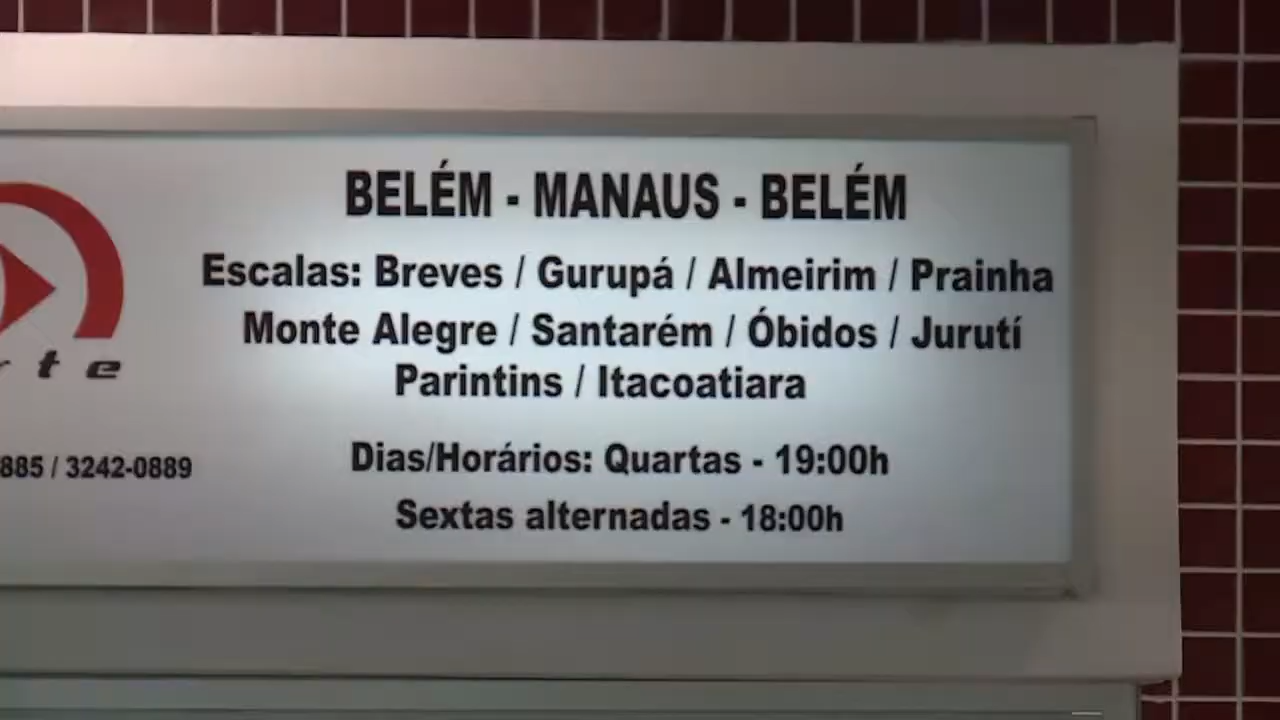 BELÉM - MANAUS - BELÉM
Escalas: Breves / Gurupá / Almeirim / Prainha
Monte Alegre / Santarém / Óbidos / Jurutí
Parintins / Itacoatiara
Dias/Horários: Quartas - 19:00h
Sextas alternadas - 18:00h
rte
885 / 3242-0889